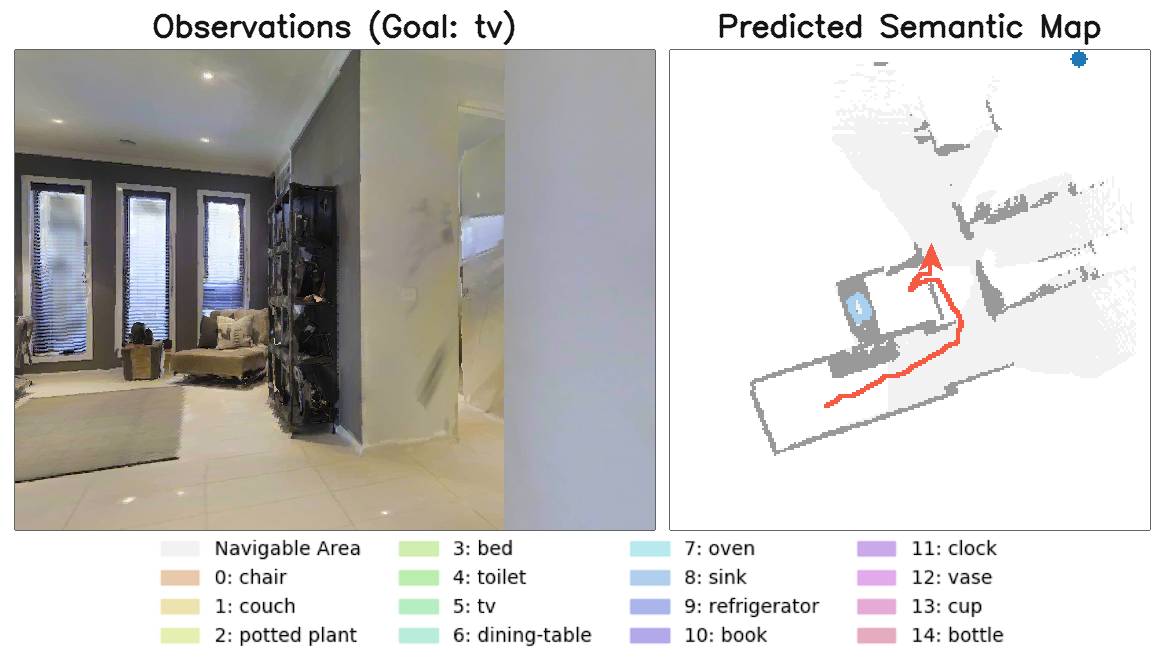 Observations (Goal: tv)
Predicted Semantic Map
Navigable Area
0: chair
1: couch
2: potted plant
3: bed
4: toilet
5: tv
6: dining-table
7: oven
8: sink
9: refrigerator
10: book
11: clock
12: vase
13: cup
14: bottle